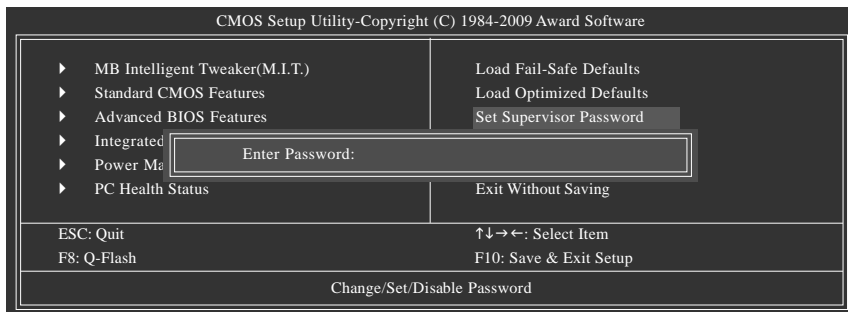 CMOS Setup Utility-Copyright (C) 1984-2009 Award Software
MB Intelligent Tweaker(M.I.T.)
Standard CMOS Features
Advanced BIOS Features
Integrated
Power Ma
PC Health Status
Load Fail-Safe Defaults
Load Optimized Defaults
Set Supervisor Password
Exit Without Saving
Enter Password:
ESC: Quit
F8: Q-Flash
↑↓→←: Select Item
F10: Save & Exit Setup
Change/Set/Disable Password